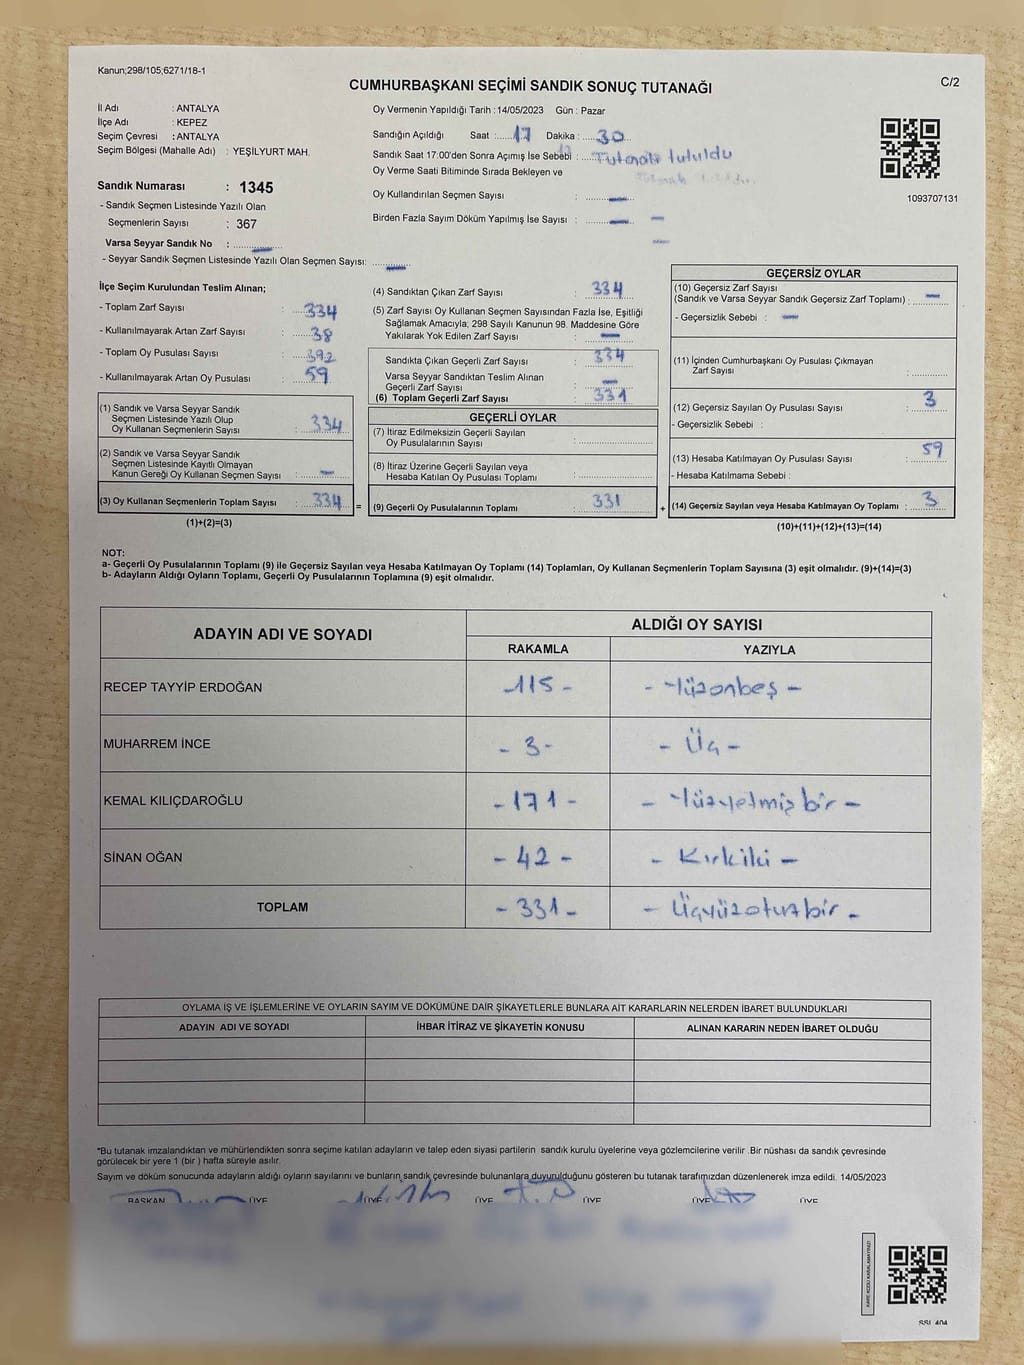 Kanun;298/105;6271/18-1
C/2
CUMHURBAŞKANI SEÇİMİ SANDIK SONUÇ TUTANAĞI
İl Adı : ANTALYA
İlçe Adı : KEPEZ
Seçim Çevresi : ANTALYA
Seçim Bölgesi (Mahalle Adı) : YEŞİLYURT MAH.
Sandık Numarası : 1345
- Sandık Seçmen Listesinde Yazılı Olan
Seçmenlerin Sayısı : 367
Varsa Seyyar Sandık No : —
- Seyyar Sandık Seçmen Listesinde Yazılı Olan Seçmen Sayısı: —
Oy Vermenin Yapıldığı Tarih : 14/05/2023 Gün : Pazar
Sandığın Açıldığı Saat : 17 Dakika : 30
Sandık Saat 17:00'den Sonra Açımış İse Sebebi : Tutanak tutuldu
Oy Verme Saati Bitiminde Sırada Bekleyen ve
Oy Kullandırılan Seçmen Sayısı : —
Birden Fazla Sayım Döküm Yapılmış İse Sayısı : —
1093707131
İlçe Seçim Kurulundan Teslim Alınan;
- Toplam Zarf Sayısı : 334
- Kullanılmayarak Artan Zarf Sayısı : 38
- Toplam Oy Pusulası Sayısı : 392
- Kullanılmayarak Artan Oy Pusulası : 59
(1) Sandık ve Varsa Seyyar Sandık
Seçmen Listesinde Yazılı Olup
Oy Kullanan Seçmenlerin Sayısı : 334
(2) Sandık ve Varsa Seyyar Sandık
Seçmen Listesinde Kayıtlı Olmayan
Kanun Gereği Oy Kullanan Seçmen Sayısı : —
(3) Oy Kullanan Seçmenlerin Toplam Sayısı : 334 =
(1)+(2)=(3)
(4) Sandıktan Çıkan Zarf Sayısı : 334
(5) Zarf Sayısı Oy Kullanan Seçmen Sayısından Fazla İse, Eşitliği
Sağlamak Amacıyla; 298 Sayılı Kanunun 98. Maddesine Göre
Yakılarak Yok Edilen Zarf Sayısı : —
Sandıkta Çıkan Geçerli Zarf Sayısı : 334
Varsa Seyyar Sandıktan Teslim Alınan
Geçerli Zarf Sayısı : —
(6) Toplam Geçerli Zarf Sayısı : 331
GEÇERLİ OYLAR
(7) İtiraz Edilmeksizin Geçerli Sayılan
Oy Pusulalarının Sayısı :
(8) İtiraz Üzerine Geçerli Sayılan veya
Hesaba Katılan Oy Pusulası Toplamı :
(9) Geçerli Oy Pusulalarının Toplamı : 331 +
GEÇERSİZ OYLAR
(10) Geçersiz Zarf Sayısı
(Sandık ve Varsa Seyyar Sandık Geçersiz Zarf Toplamı) : —
- Geçersizlik Sebebi : —
(11) İçinden Cumhurbaşkanı Oy Pusulası Çıkmayan
Zarf Sayısı :
(12) Geçersiz Sayılan Oy Pusulası Sayısı : 3
- Geçersizlik Sebebi :
(13) Hesaba Katılmayan Oy Pusulası Sayısı : 59
- Hesaba Katılmama Sebebi :
(14) Geçersiz Sayılan veya Hesaba Katılmayan Oy Toplamı : 3
(10)+(11)+(12)+(13)=(14)
NOT:
a- Geçerli Oy Pusulalarının Toplamı (9) ile Geçersiz Sayılan veya Hesaba Katılmayan Oy Toplamı (14) Toplamları, Oy Kullanan Seçmenlerin Toplam Sayısına (3) eşit olmalıdır. (9)+(14)=(3)
b- Adayların Aldığı Oyların Toplamı, Geçerli Oy Pusulalarının Toplamına (9) eşit olmalıdır.
ADAYIN ADI VE SOYADI ALDIĞI OY SAYISI
RAKAMLA YAZIYLA
RECEP TAYYİP ERDOĞAN -115- -Yüzonbeş-
MUHARREM İNCE -3- -Üç-
KEMAL KILIÇDAROĞLU -171- -Yüzyetmişbir-
SİNAN OĞAN -42- -Kırkiki-
TOPLAM -331- -Üçyüzotuzbir-
OYLAMA İŞ VE İŞLEMLERİNE VE OYLARIN SAYIM VE DÖKÜMÜNE DAİR ŞİKAYETLERLE BUNLARA AİT KARARLARIN NELERDEN İBARET BULUNDUKLARI
ADAYIN ADI VE SOYADI İHBAR İTİRAZ VE ŞİKAYETİN KONUSU ALINAN KARARIN NEDEN İBARET OLDUĞU
*Bu tutanak imzalandıktan ve mühürlendikten sonra seçime katılan adayların ve talep eden siyasi partilerin sandık kurulu üyelerine veya gözlemcilerine verilir .Bir nüshası da sandık çevresinde
görülecek bir yere 1 (bir ) hafta süreyle asılır.
Sayım ve döküm sonucunda adayların aldığı oyların sayılarını ve bunların sandık çevresinde bulunanlara duyurulduğunu gösteren bu tutanak tarafımızdan düzenlenerek imza edildi. 14/05/2023
BAŞKAN ÜYE ÜYE ÜYE ÜYE ÜYE ÜYE